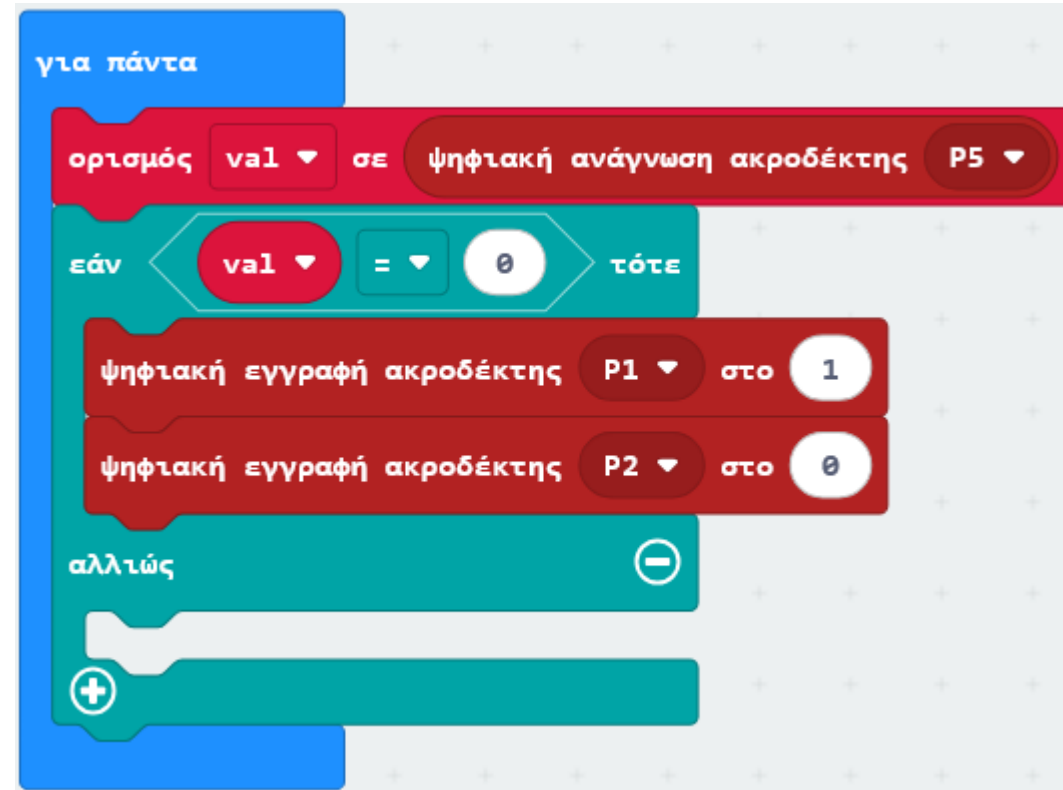 για πάντα
ορισμός val σε ψηφιακή ανάγνωση ακροδέκτης P5
εάν val = 0 τότε
ψηφιακή εγγραφή ακροδέκτης P1 στο 1
ψηφιακή εγγραφή ακροδέκτης P2 στο 0
αλλιώς